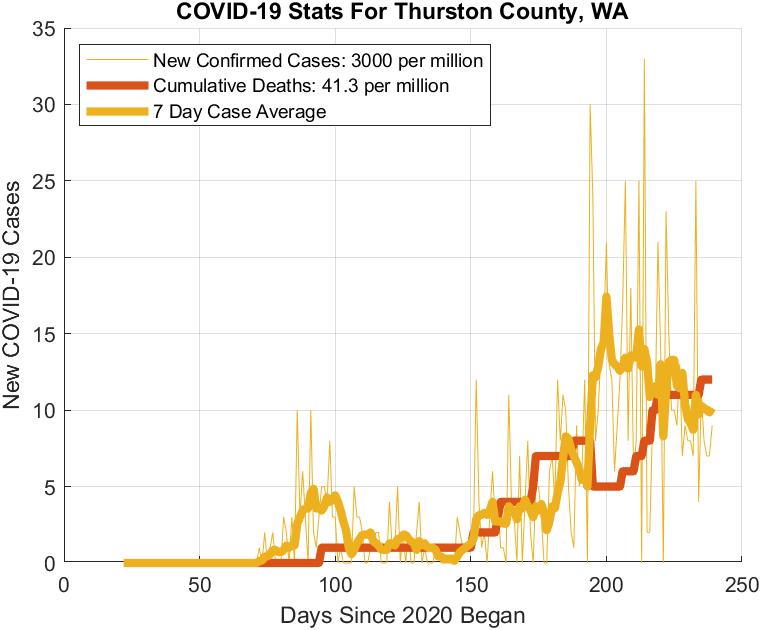 COVID-19 Stats For Thurston County, WA
New Confirmed Cases: 3000 per million
Cumulative Deaths: 41.3 per million
7 Day Case Average
New COVID-19 Cases
35
30
25
20
15
10
5
0
0 50 100 150 200 250
Days Since 2020 Began